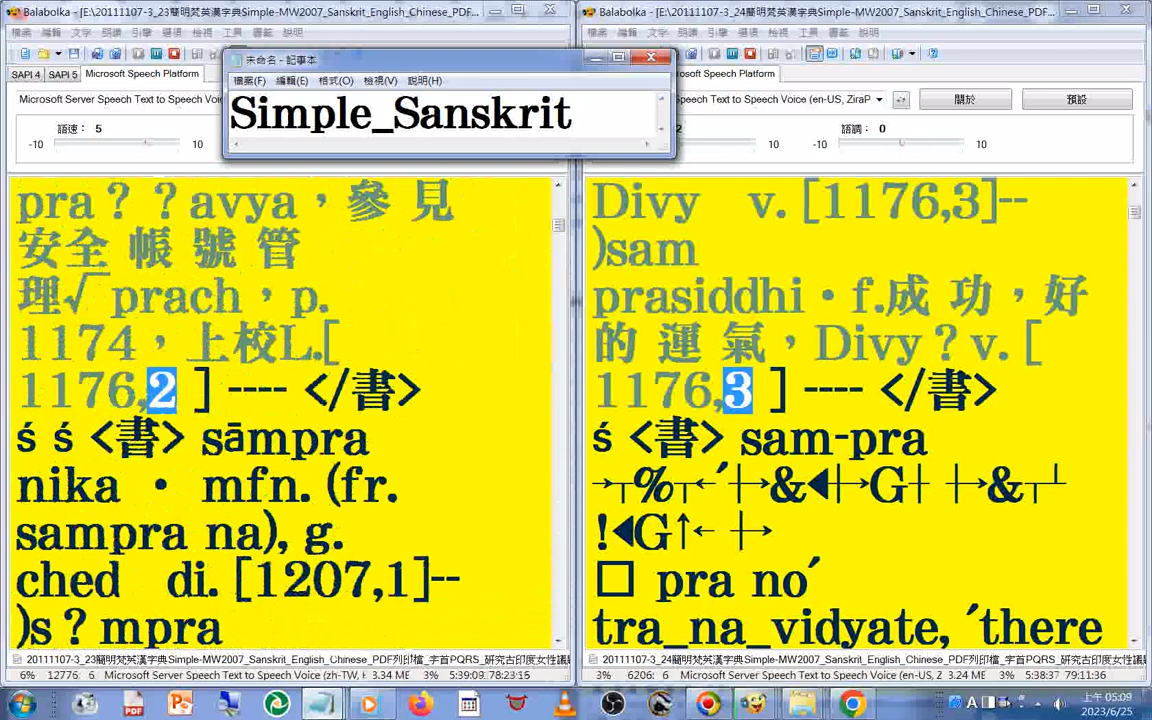 Balabolka - [E:\20111107-3_23簡明梵英漢字典Simple-MW2007_Sanskrit_English_Chinese_PDF...
Balabolka - [E:\20111107-3_24簡明梵英漢字典Simple-MW2007_Sanskrit_English_Chinese_PDF...
檔案 編輯 文字 朗讀 引擎 選項 檢視 工具 書籤 說明
工具 書籤 說明
未命名 - 記事本
檔案(F) 編輯(E) 格式(O) 檢視(V) 說明(H)
Simple_Sanskrit
SAPI 4 SAPI 5 Microsoft Speech Platform
Speech Platform
Microsoft Server Speech Text to Speech Voice
Speech Text to Speech Voice (en-US, ZiraP
關於 預設
語速： 5
-10 10
2
10
語調： 0
-10 10
pra？？avya，參 見
安全 帳 號 管
理√ prach，p.
1174，上校L.[
1176,2 ] ---- </書>
ś ś <書> sāmpra
nika • mfn. (fr.
sampra na), g.
ched di. [1207,1]--
)s？mpra
Divy v. [1176,3]--
)sam
prasiddhi • f.成 功，好
的 運 氣，Divy？v. [
1176,3 ] ---- </書>
ś <書> sam-pra
→┬%┬←´┼→&◀┼→G┼ ┼→&┬┴
!◀G↑← ┼→
□ pra no´
tra_na_vidyate, ´there
20111107-3_23簡明梵英漢字典Simple-MW2007_Sanskrit_English_Chinese_PDF列印檔_字首PQRS_研究古印度女性議
20111107-3_24簡明梵英漢字典Simple-MW2007_Sanskrit_English_Chinese_PDF列印檔_字首PQRS_研究古印度女性議
6% 12776: 6 Microsoft Server Speech Text to Speech Voice (zh-TW, H 3.34 MB 3% 5:39:09 / 78:23:15
3% 6206: 6 Microsoft Server Speech Text to Speech Voice (en-US, Z 3.24 MB 3% 5:38:37 / 79:11:36
上午 05:09
2023/6/25